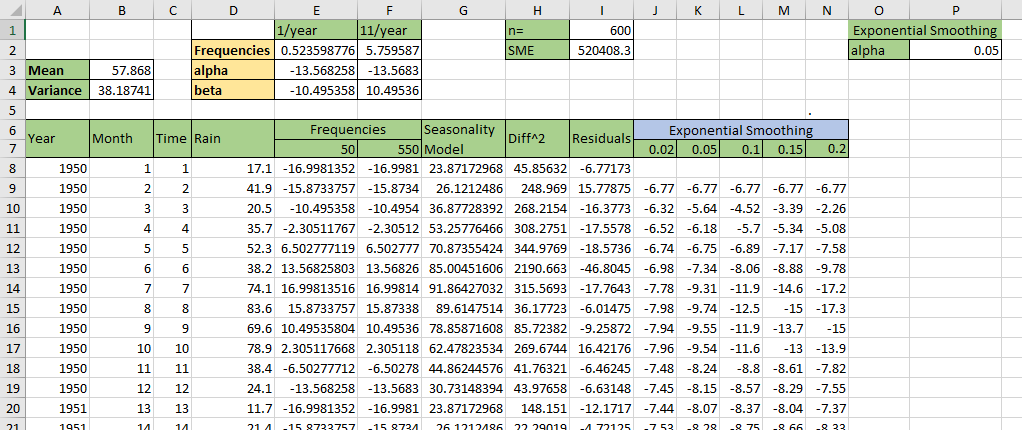 A B C D E F G H I J K L M N O P
1 1/year 11/year n= 600 Exponential Smoothing
2 Frequencies 0.523598776 5.759587 SME 520408.3 alpha 0.05
3 Mean 57.868 alpha -13.568258 -13.5683
4 Variance 38.18741 beta -10.495358 10.49536
5
6 Year Month Time Rain Frequencies Seasonality Model Diff^2 Residuals Exponential Smoothing
7 50 550 0.02 0.05 0.1 0.15 0.2
8 1950 1 1 17.1 -16.9981352 -16.9981 23.87172968 45.85632 -6.77173
9 1950 2 2 41.9 -15.8733757 -15.8734 26.1212486 248.969 15.77875 -6.77 -6.77 -6.77 -6.77 -6.77
10 1950 3 3 20.5 -10.495358 -10.4954 36.87728392 268.2154 -16.3773 -6.32 -5.64 -4.52 -3.39 -2.26
11 1950 4 4 35.7 -2.30511767 -2.30512 53.25776466 308.2751 -17.5578 -6.52 -6.18 -5.7 -5.34 -5.08
12 1950 5 5 52.3 6.502777119 6.502777 70.87355424 344.9769 -18.5736 -6.74 -6.75 -6.89 -7.17 -7.58
13 1950 6 6 38.2 13.56825803 13.56826 85.00451606 2190.663 -46.8045 -6.98 -7.34 -8.06 -8.88 -9.78
14 1950 7 7 74.1 16.99813516 16.99814 91.86427032 315.5693 -17.7643 -7.78 -9.31 -11.9 -14.6 -17.2
15 1950 8 8 83.6 15.8733757 15.87338 89.6147514 36.17723 -6.01475 -7.98 -9.74 -12.5 -15 -17.3
16 1950 9 9 69.6 10.49535804 10.49536 78.85871608 85.72382 -9.25872 -7.94 -9.55 -11.9 -13.7 -15
17 1950 10 10 78.9 2.305117668 2.305118 62.47823534 269.6744 16.42176 -7.96 -9.54 -11.6 -13 -13.9
18 1950 11 11 38.4 -6.50277712 -6.50278 44.86244576 41.76321 -6.46245 -7.48 -8.24 -8.8 -8.61 -7.82
19 1950 12 12 24.1 -13.568258 -13.5683 30.73148394 43.97658 -6.63148 -7.45 -8.15 -8.57 -8.29 -7.55
20 1951 13 13 11.7 -16.9981352 -16.9981 23.87172968 148.151 -12.1717 -7.44 -8.07 -8.37 -8.04 -7.37
21 1951 14 14 21.4 -15.8733757 -15.8734 26.1212486 22.29019 -4.72125 -7.53 -8.28 -8.75 -8.66 -8.33